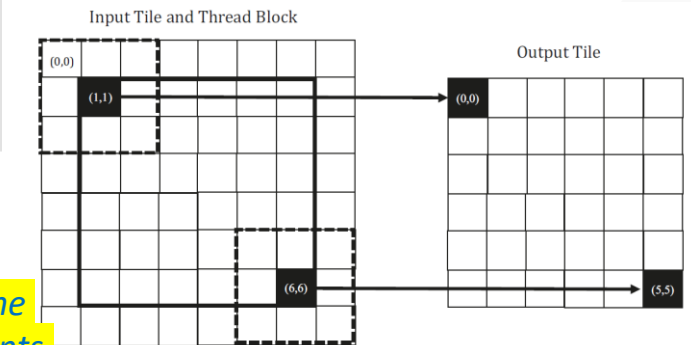 Input Tile and Thread Block
Output Tile
(0,0)
(1,1)
(0,0)
(6,6)
(5,5)